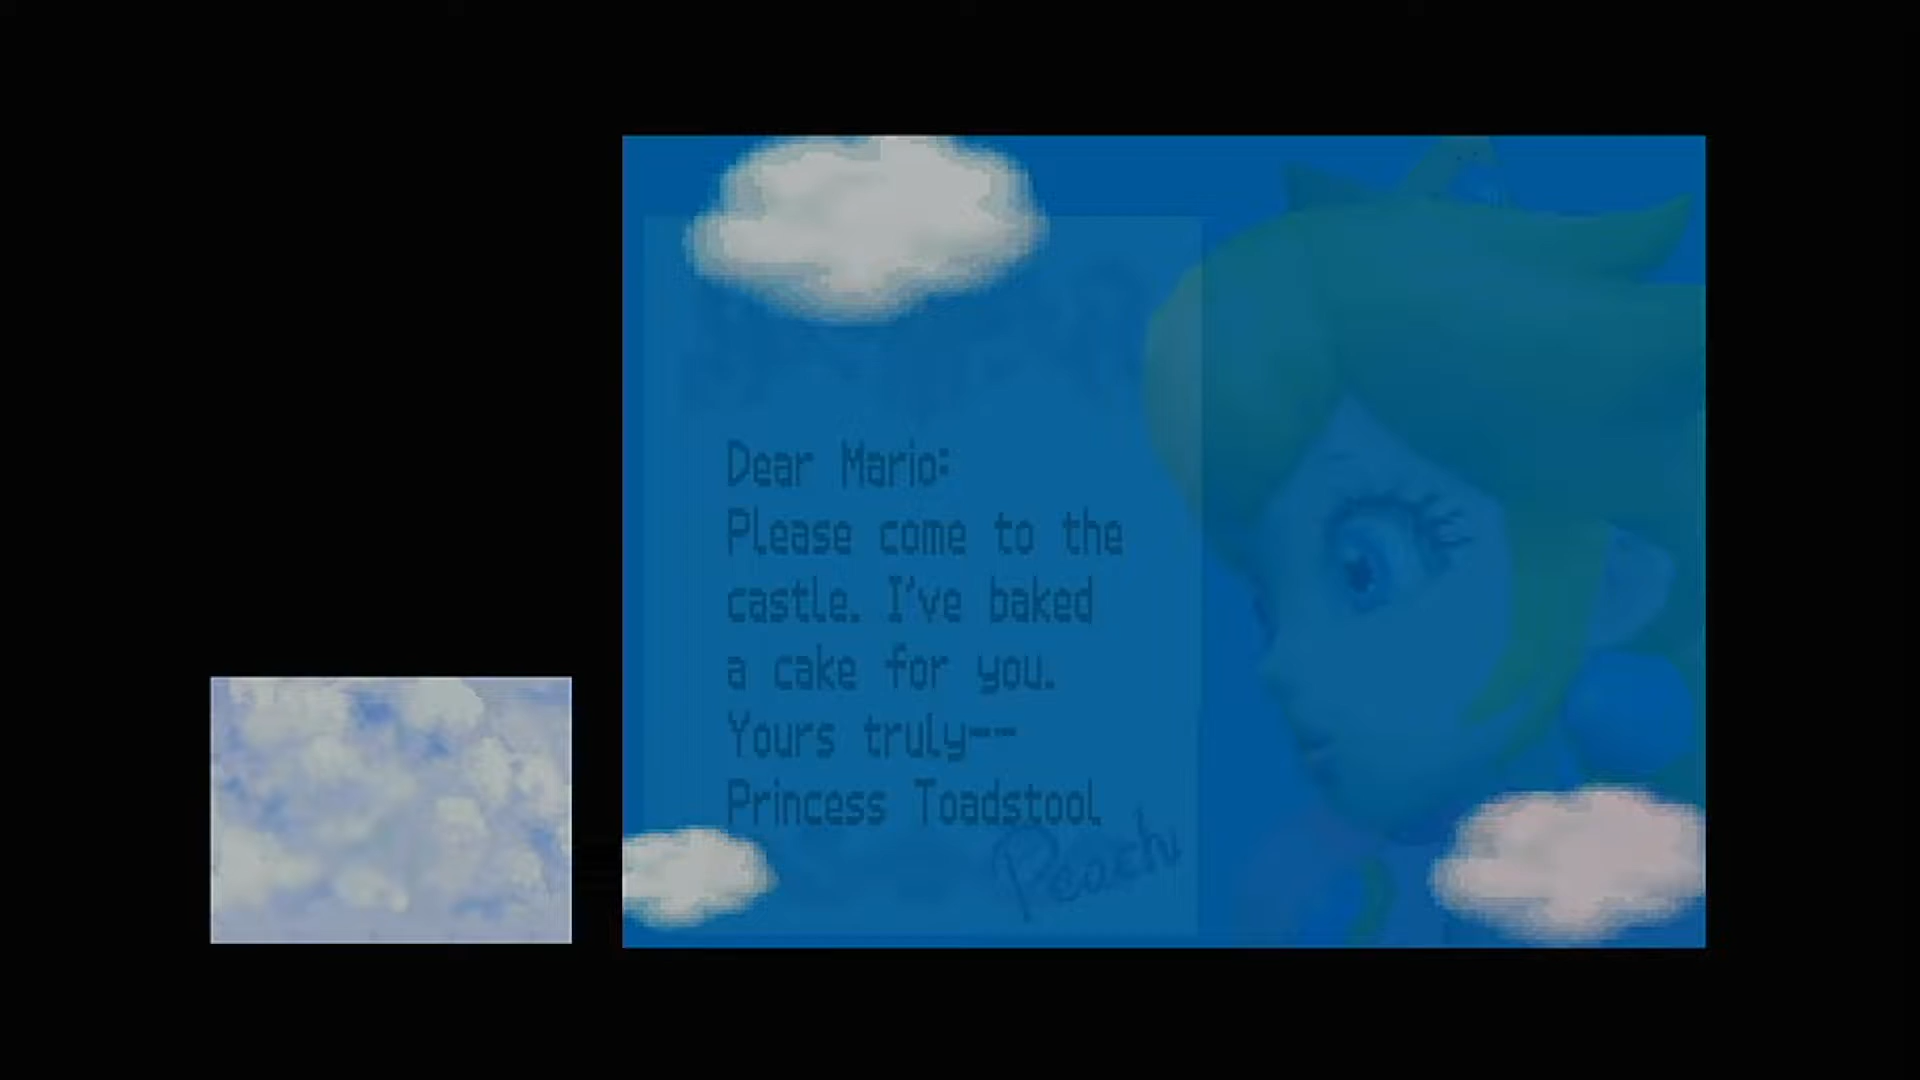 Dear Mario:
Please come to the
castle. I've baked
a cake for you.
Yours truly--
Princess Toadstool
Peach